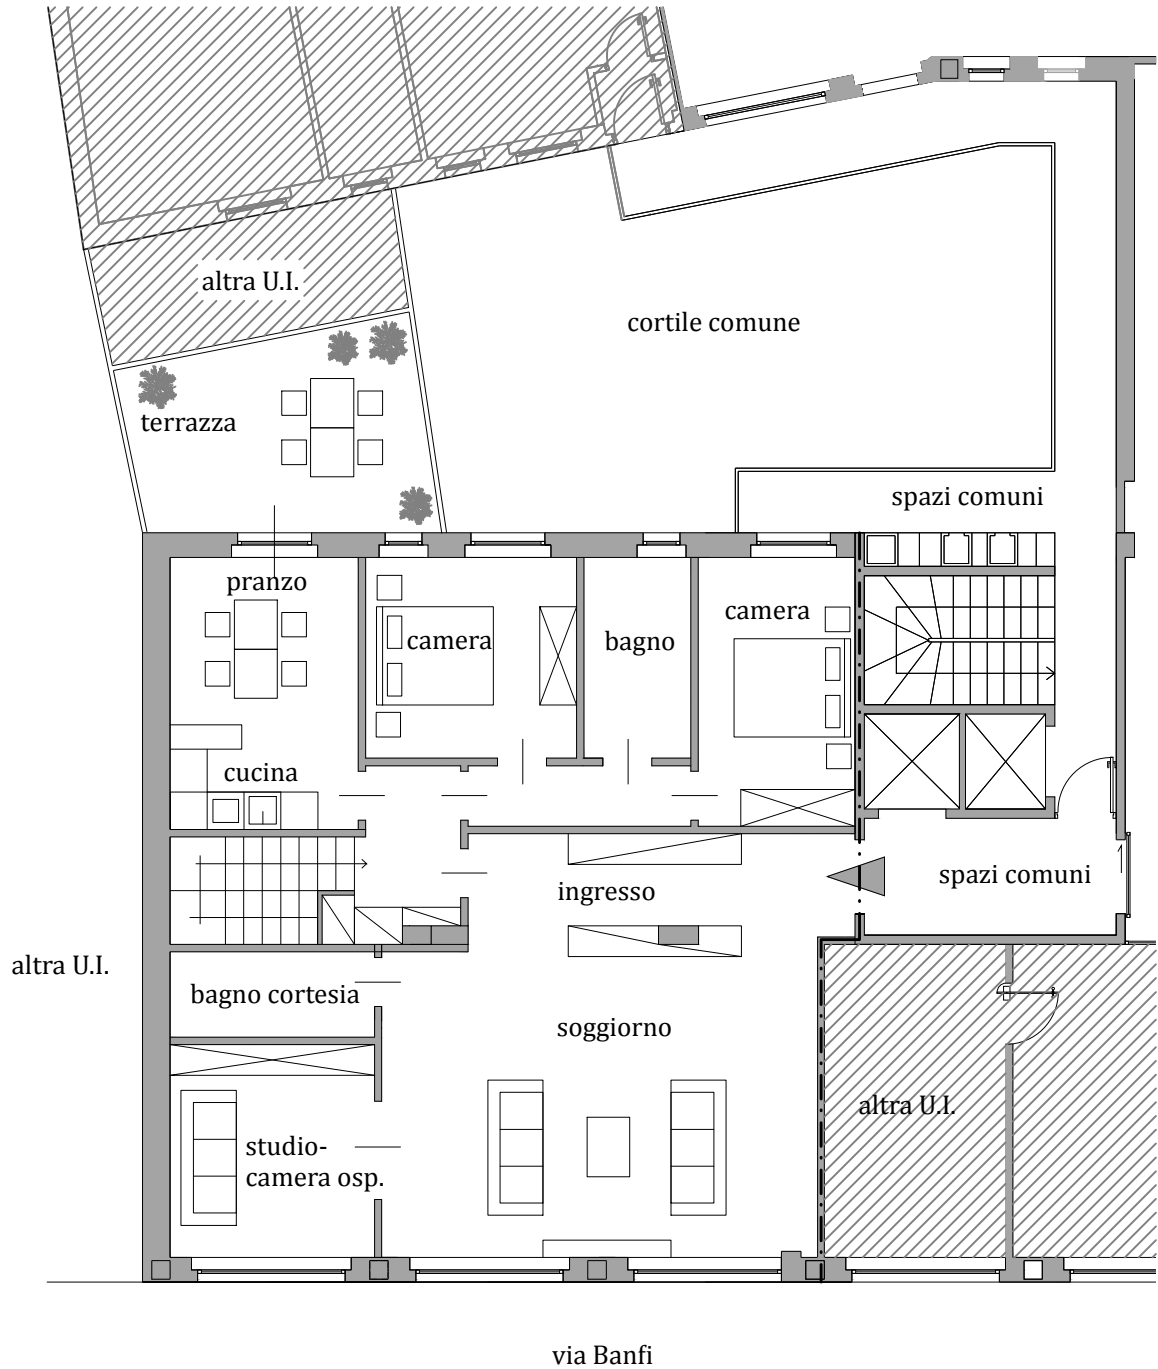 altra U.I.
cortile comune
terrazza
spazi comuni
pranzo
camera
bagno
camera
cucina
ingresso
spazi comuni
altra U.I.
bagno cortesia
soggiorno
altra U.I.
studio-
camera osp.
via Banfi